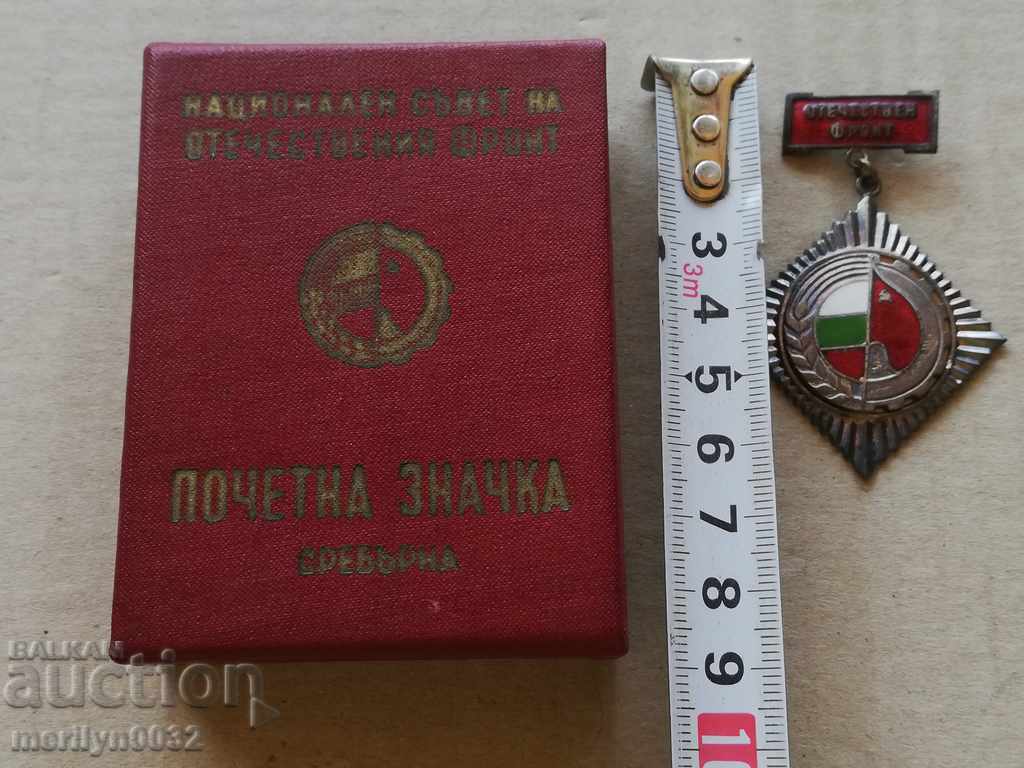 НАЦИОНАЛЕН СЪВЕТ НА
ОТЕЧЕСТВЕНИЯ ФРОНТ
ПОЧЕТНА ЗНАЧКА
СРЕБЪРНА
3
3m
4
5
6
7
8
9
10
ОТЕЧЕСТВЕН
ФРОНТ
BALKAN
auction
merilyn0032